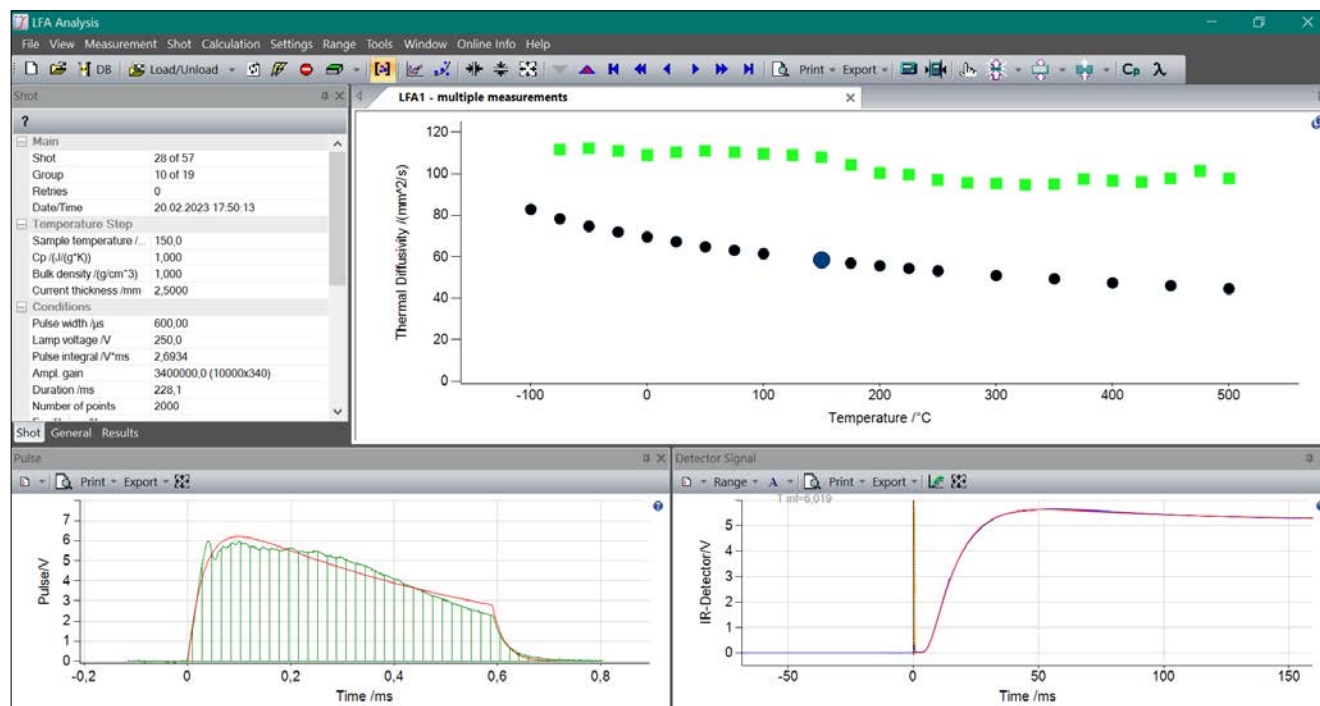 LFA Analysis
File View Measurement Shot Calculation Settings Range Tools Window Online Info Help
DB Load/Unload Print Export Cp λ
Shot
LFA1 - multiple measurements
?
Main
Shot 28 of 57
Group 10 of 19
Retries 0
Date/Time 20.02.2023 17:50:13
Temperature Step
Sample temperature /... 150,0
Cp /(J/(g*K)) 1,000
Bulk density /(g/cm^3) 1,000
Current thickness /mm 2,5000
Conditions
Pulse width /µs 600,00
Lamp voltage /V 250,0
Pulse integral /V*ms 2,6934
Ampl. gain 3400000,0 (10000x340)
Duration /ms 228,1
Number of points 2000
Shot General Results
Thermal Diffusivity /(mm^2/s)
120
100
80
60
40
20
0
-100 0 100 200 300 400 500
Temperature /°C
Pulse
Print Export
Pulse/V
7
6
5
4
3
2
1
0
-0,2 0 0,2 0,4 0,6 0,8
Time /ms
Detector Signal
Range A Print Export
T inf=6,019
IR-Detector/V
5
4
3
2
1
0
-50 0 50 100 150
Time /ms